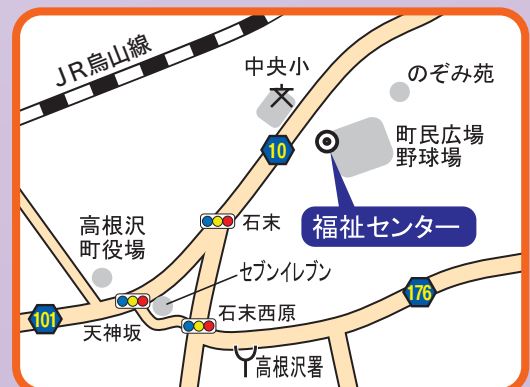 JR烏山線
中央小
のぞみ苑
10
町民広場
野球場
福祉センター
石末
高根沢
町役場
セブンイレブン
176
101
天神坂
石末西原
高根沢署